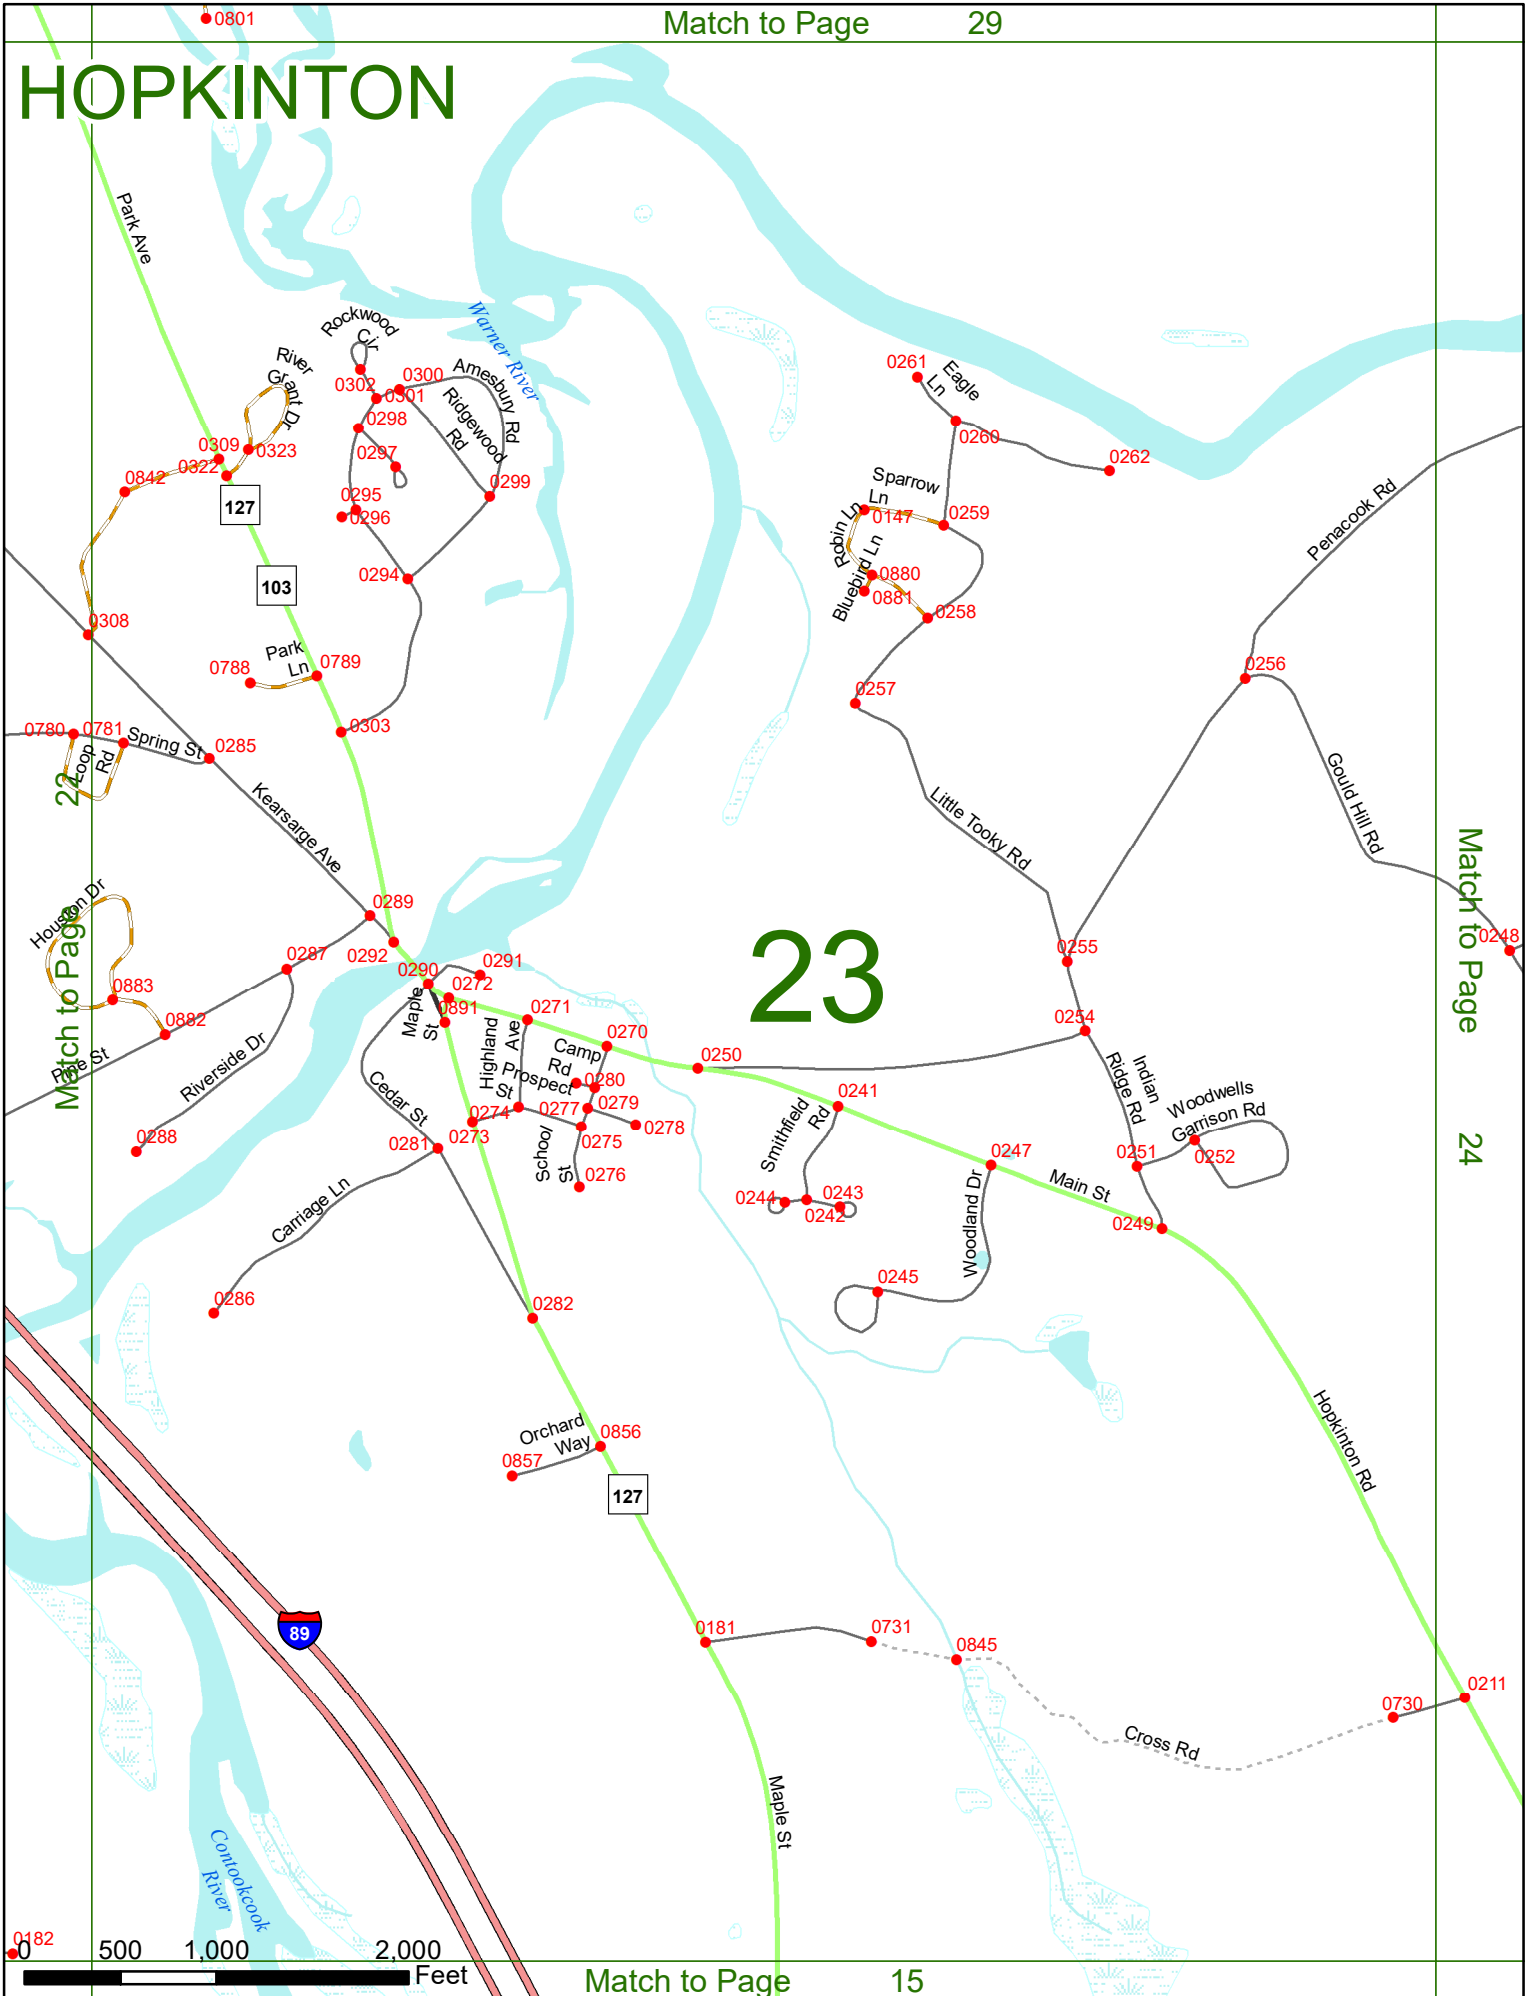 0801
Match to Page 29
HOPKINTON
Park Ave
Warner River
Rockwood
Cir
River
Grant Dr
0302
0300
0301
Amesbury Rd
Ridgewood
Rd
0298
0297
0299
0295
0296
0294
0309
0322
0323
0842
127
103
0308
Park
Ln
0788
0789
0303
0261
Eagle
Ln
0260
0262
Sparrow
Ln
0147
0259
Robin Ln
Bluebird Ln
0880
0881
0258
0257
Penacook Rd
0256
Gould Hill Rd
Little Tooky Rd
0780
0781
Loop
Rd
Spring St
0285
22
Match to Page
Kearsarge Ave
Houston Dr
0289
0292
0287
0883
0882
Pine St
Riverside Dr
0288
23
0255
0254
0248
Match to Page
24
0290
0291
0272
0891
Maple
St
0271
Highland
Ave
0270
Camp
Rd
0280
Prospect
St
0274
0273
0277
0279
0278
0275
School
St
0276
Cedar St
0281
Carriage Ln
0286
0282
0250
0241
Smithfield
Rd
0244
0243
0242
0247
Woodland Dr
0245
Main St
0249
Indian
Ridge Rd
0251
Woodwells
Garrison Rd
0252
Hopkinton Rd
Orchard
Way
0856
0857
127
89
0181
0731
0845
Cross Rd
0730
0211
Maple St
Contookcook
River
0182
0 500 1,000 2,000
Feet
Match to Page 15